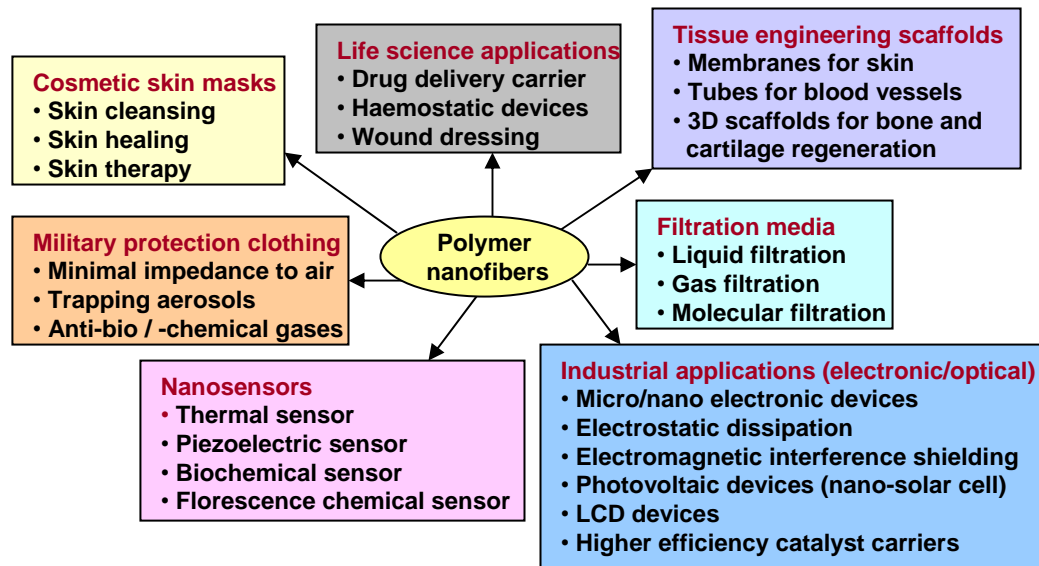 Cosmetic skin masks
• Skin cleansing
• Skin healing
• Skin therapy
Life science applications
• Drug delivery carrier
• Haemostatic devices
• Wound dressing
Tissue engineering scaffolds
• Membranes for skin
• Tubes for blood vessels
• 3D scaffolds for bone and
cartilage regeneration
Military protection clothing
• Minimal impedance to air
• Trapping aerosols
• Anti-bio / -chemical gases
Polymer
nanofibers
Filtration media
• Liquid filtration
• Gas filtration
• Molecular filtration
Nanosensors
• Thermal sensor
• Piezoelectric sensor
• Biochemical sensor
• Florescence chemical sensor
Industrial applications (electronic/optical)
• Micro/nano electronic devices
• Electrostatic dissipation
• Electromagnetic interference shielding
• Photovoltaic devices (nano-solar cell)
• LCD devices
• Higher efficiency catalyst carriers